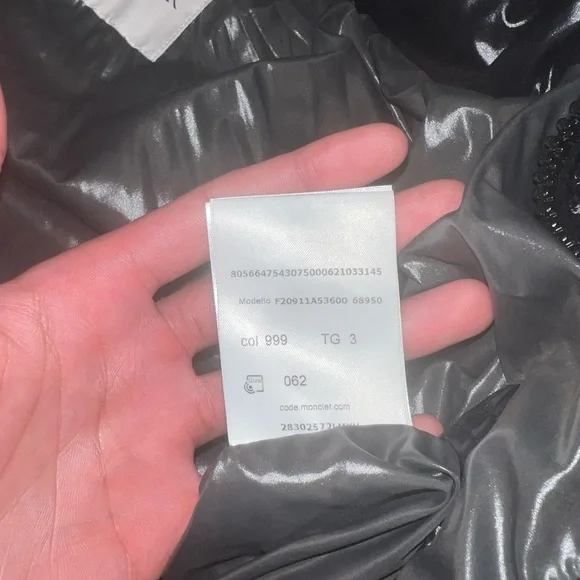 8056647543075000621033145
Modello F20911A53600 68950
col 999 TG 3
062
code.moncler.com